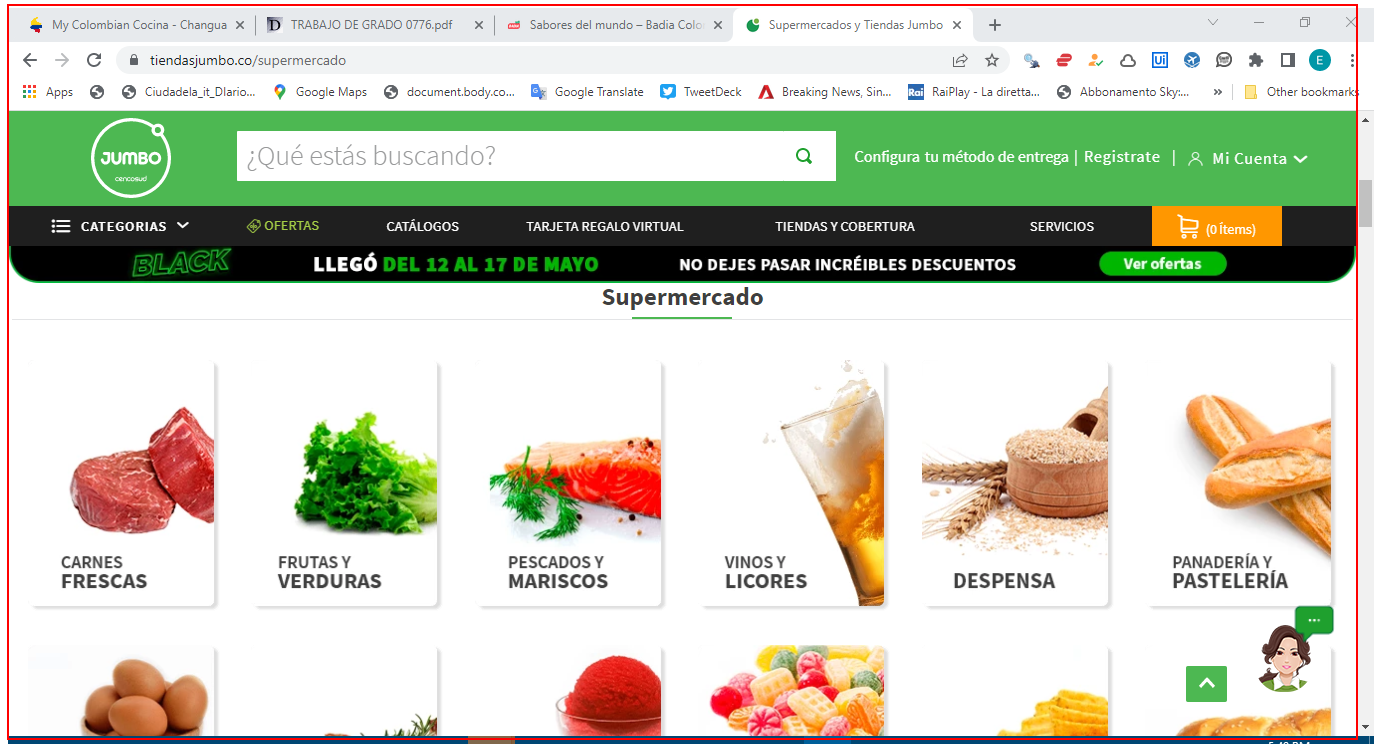 My Colombian Cocina - Changua
TRABAJO DE GRADO 0776.pdf
Sabores del mundo – Badia Colo
Supermercados y Tiendas Jumbo
tiendasjumbo.co/supermercado
Apps
Ciudadela_it_DIario...
Google Maps
document.body.co...
Google Translate
TweetDeck
Breaking News, Sin...
RaiPlay - La diretta...
Abbonamento Sky:...
»
Other bookmarks
JUMBO
cencosud
¿Qué estás buscando?
Configura tu método de entrega | Registrate | Mi Cuenta
CATEGORIAS
OFERTAS
CATÁLOGOS
TARJETA REGALO VIRTUAL
TIENDAS Y COBERTURA
SERVICIOS
(0 Ítems)
BLACK
LLEGÓ DEL 12 AL 17 DE MAYO
NO DEJES PASAR INCRÉIBLES DESCUENTOS
Ver ofertas
Supermercado
CARNES
FRESCAS
FRUTAS Y
VERDURAS
PESCADOS Y
MARISCOS
VINOS Y
LICORES
DESPENSA
PANADERÍA Y
PASTELERÍA